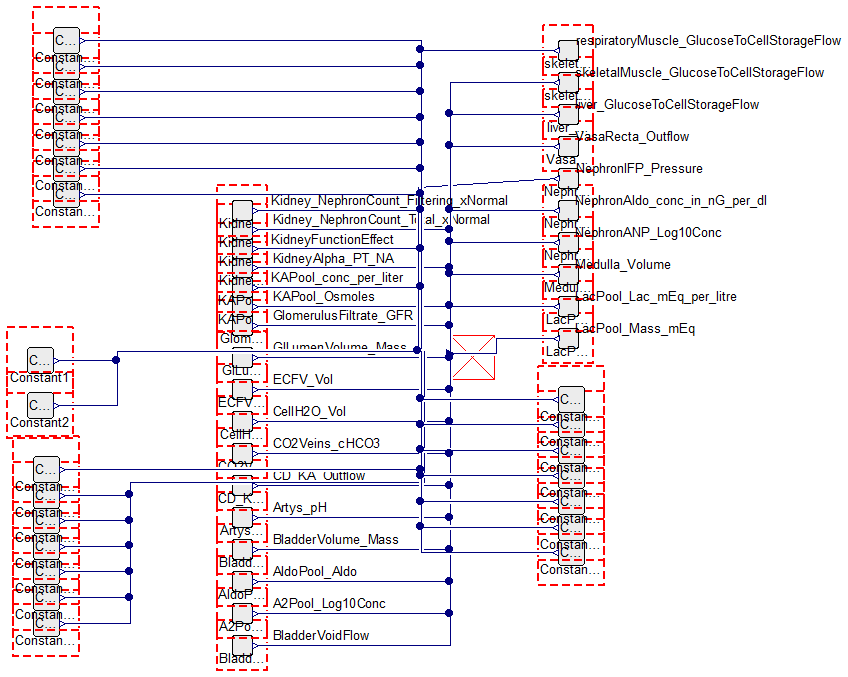 C...
Constan...
C...
Constan...
C...
Constan...
C...
Constan...
C...
Constan...
C...
Constan...
C...
Constan...
respiratoryMuscle_GlucoseToCellStorageFlow
skelet...
skeletalMuscle_GlucoseToCellStorageFlow
skelet...
liver_GlucoseToCellStorageFlow
liver_...
VasaRecta_Outflow
Vasa...
NephronIFP_Pressure
Nephr...
NephronAldo_conc_in_nG_per_dl
Nephr...
NephronANP_Log10Conc
Nephr...
Medulla_Volume
Medu...
LacPool_Lac_mEq_per_litre
LacP...
LacPool_Mass_mEq
LacP...
Kidney_NephronCount_Filtering_xNormal
Kidne...
Kidney_NephronCount_Total_xNormal
Kidne...
KidneyFunctionEffect
Kidne...
KidneyAlpha_PT_NA
Kidne...
KAPool_conc_per_liter
KAPo...
KAPool_Osmoles
KAPo...
GlomerulusFiltrate_GFR
Glom...
GILumenVolume_Mass
GILu...
ECFV_Vol
ECFV...
CellH2O_Vol
CellH...
CO2Veins_cHCO3
CO2V...
CD_KA_Outflow
CD_K...
Artys_pH
Artys...
BladderVolume_Mass
Bladd...
AldoPool_Aldo
AldoP...
A2Pool_Log10Conc
A2Po...
BladderVoidFlow
Bladd...
C...
Constant1
C...
Constant2
C...
Constan...
C...
Constan...
C...
Constan...
C...
Constan...
C...
Constan...
C...
Constan...
C...
Constan...
C...
Constan...
C...
Constan...
C...
Constan...
C...
Constan...
C...
Constan...
C...
Constan...
C...
Constan...